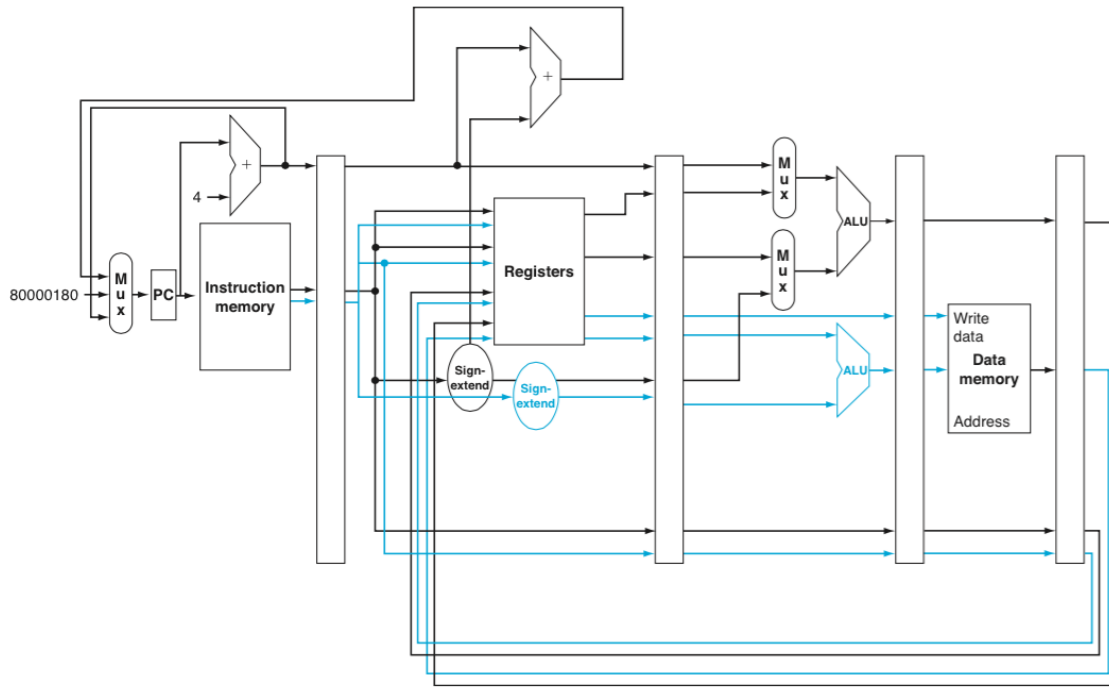 +
+
4
M
u
x
ALU
80000180
M
u
x
PC
Instruction
memory
Registers
M
u
x
Write
data
Data
memory
Address
Sign-
extend
Sign-
extend
ALU